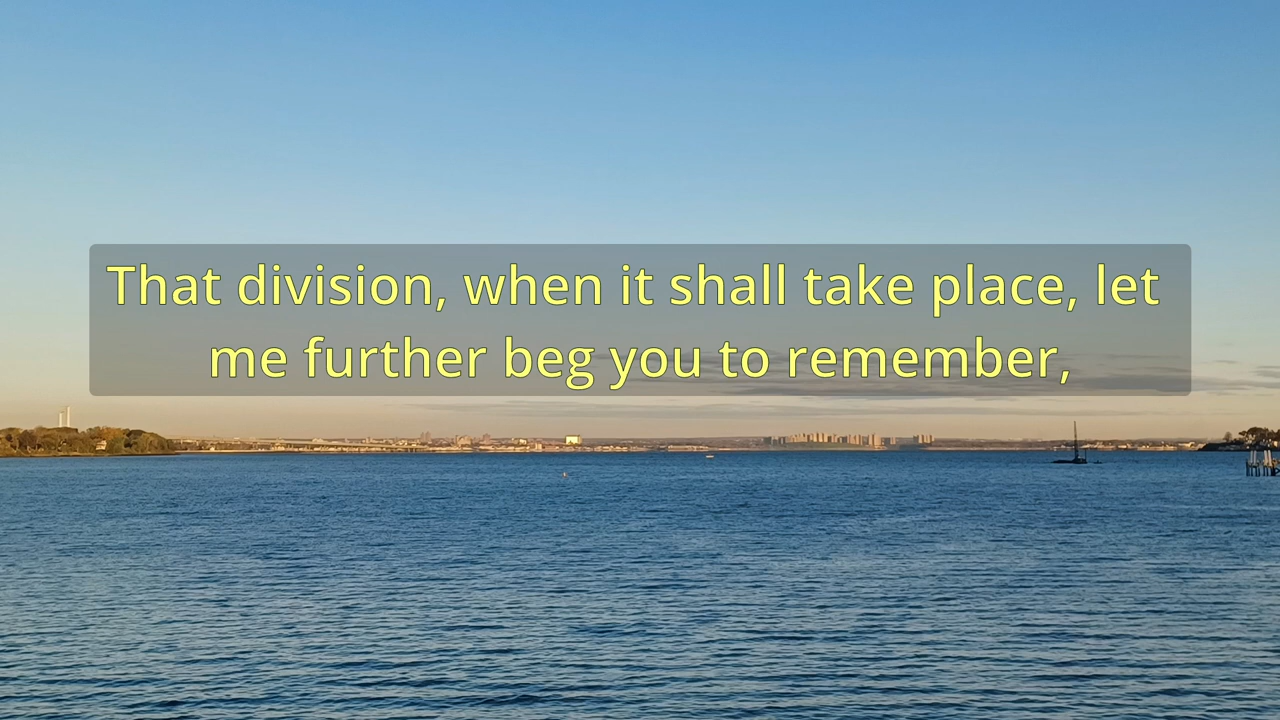 That division, when it shall take place, let
me further beg you to remember,